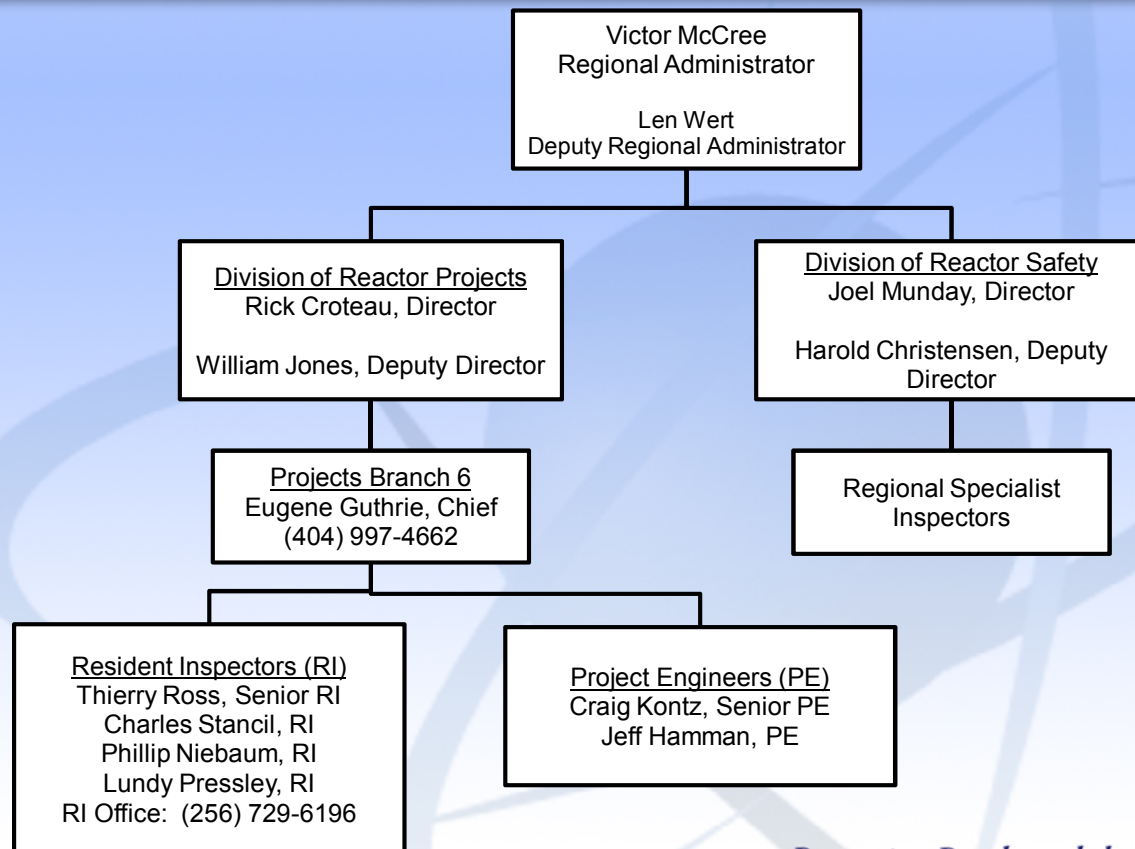 Victor McCree
Regional Administrator
Len Wert
Deputy Regional Administrator
Division of Reactor Projects
Rick Croteau, Director
William Jones, Deputy Director
Division of Reactor Safety
Joel Munday, Director
Harold Christensen, Deputy
Director
Projects Branch 6
Eugene Guthrie, Chief
(404) 997-4662
Regional Specialist
Inspectors
Resident Inspectors (RI)
Thierry Ross, Senior RI
Charles Stancil, RI
Phillip Niebaum, RI
Lundy Pressley, RI
RI Office: (256) 729-6196
Project Engineers (PE)
Craig Kontz, Senior PE
Jeff Hamman, PE